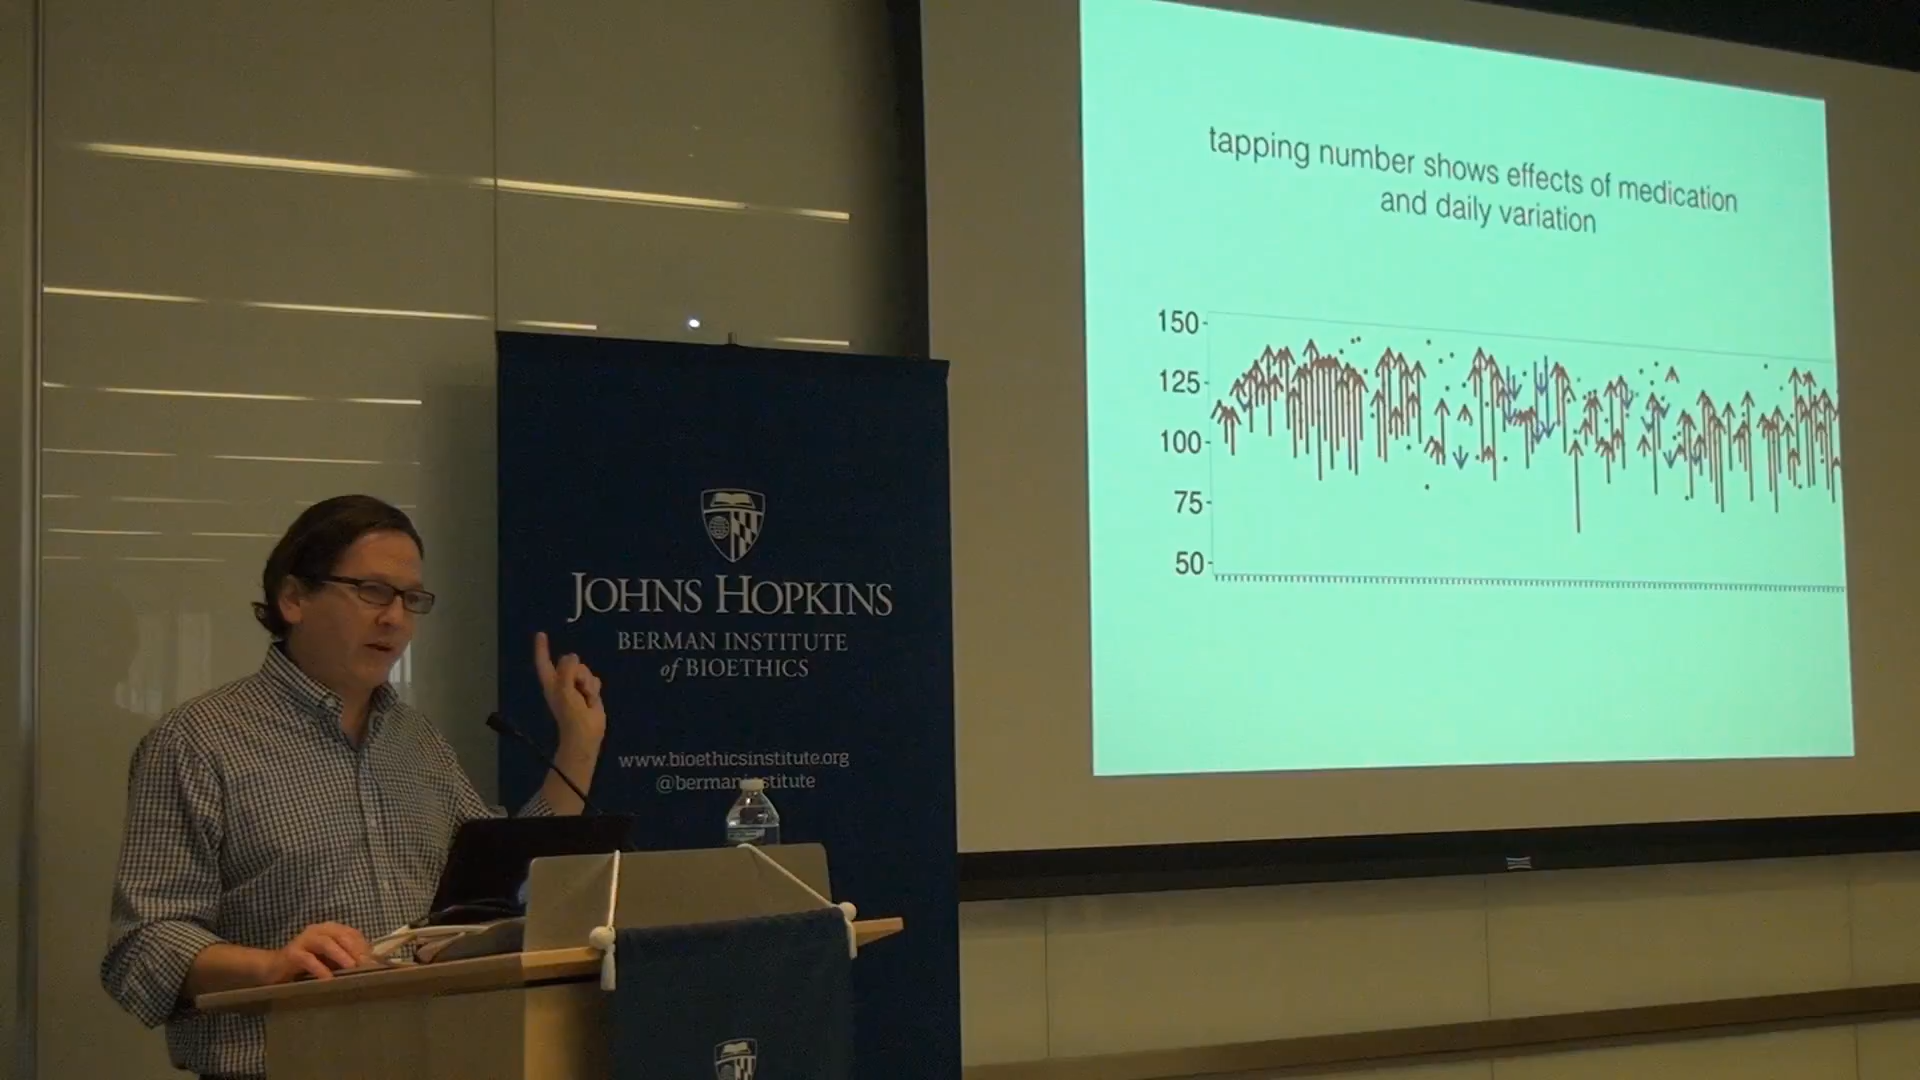 tapping number shows effects of medication
and daily variation
150
125
100
75
50
JOHNS HOPKINS
BERMAN INSTITUTE
of BIOETHICS
www.bioethicsinstitute.org